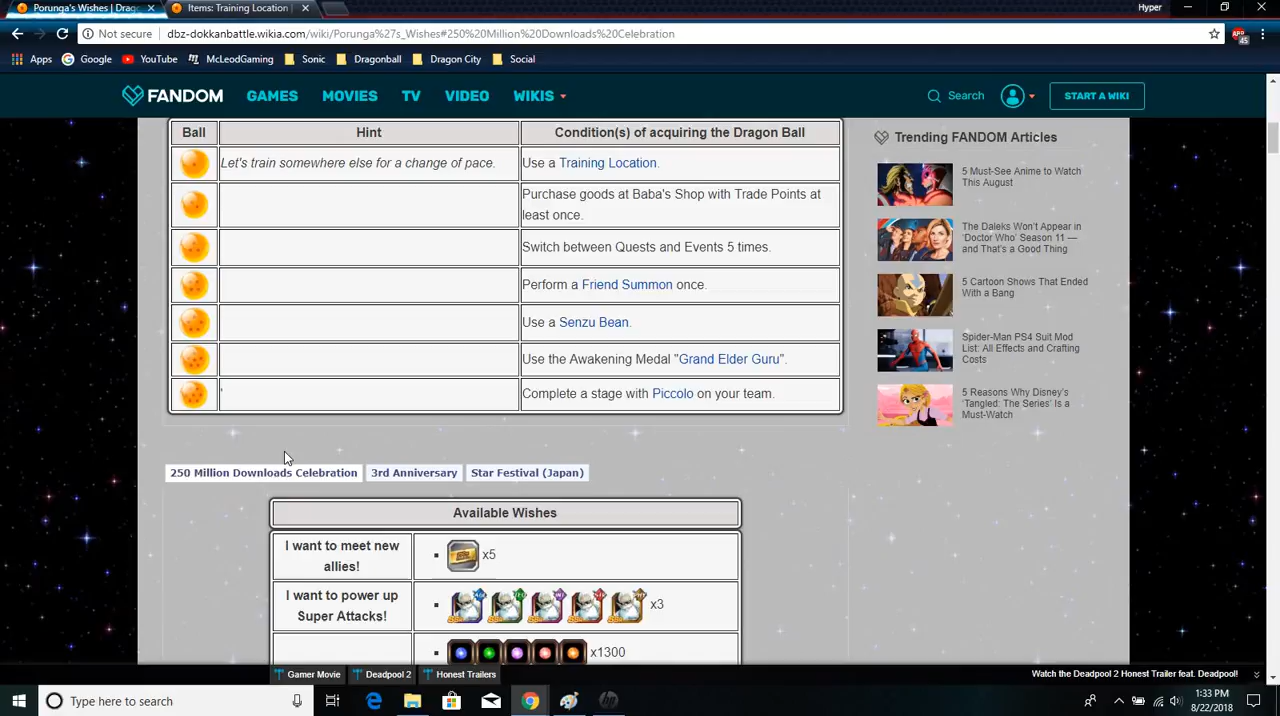 Porunga's Wishes | Drag
Items: Training Location |
Hyper
Not secure
dbz-dokkanbattle.wikia.com/wiki/Porunga%27s_Wishes#250%20Million%20Downloads%20Celebration
Apps
Google
YouTube
McLeodGaming
Sonic
Dragonball
Dragon City
Social
FANDOM
GAMES
MOVIES
TV
VIDEO
WIKIS
Search
START A WIKI
Ball
Hint
Condition(s) of acquiring the Dragon Ball
Let's train somewhere else for a change of pace.
Use a Training Location.
Purchase goods at Baba's Shop with Trade Points at
least once.
Switch between Quests and Events 5 times.
Perform a Friend Summon once.
Use a Senzu Bean.
Use the Awakening Medal "Grand Elder Guru".
'
Complete a stage with Piccolo on your team.
Trending FANDOM Articles
5 Must-See Anime to Watch
This August
The Daleks Won't Appear in
'Doctor Who' Season 11 —
and That's a Good Thing
5 Cartoon Shows That Ended
With a Bang
Spider-Man PS4 Suit Mod
List: All Effects and Crafting
Costs
5 Reasons Why Disney's
'Tangled: The Series' Is a
Must-Watch
250 Million Downloads Celebration
3rd Anniversary
Star Festival (Japan)
Available Wishes
I want to meet new
allies!
x5
I want to power up
Super Attacks!
x3
x1300
Gamer Movie
Deadpool 2
Honest Trailers
Watch the Deadpool 2 Honest Trailer feat. Deadpool!
Type here to search
1:33 PM
8/22/2018